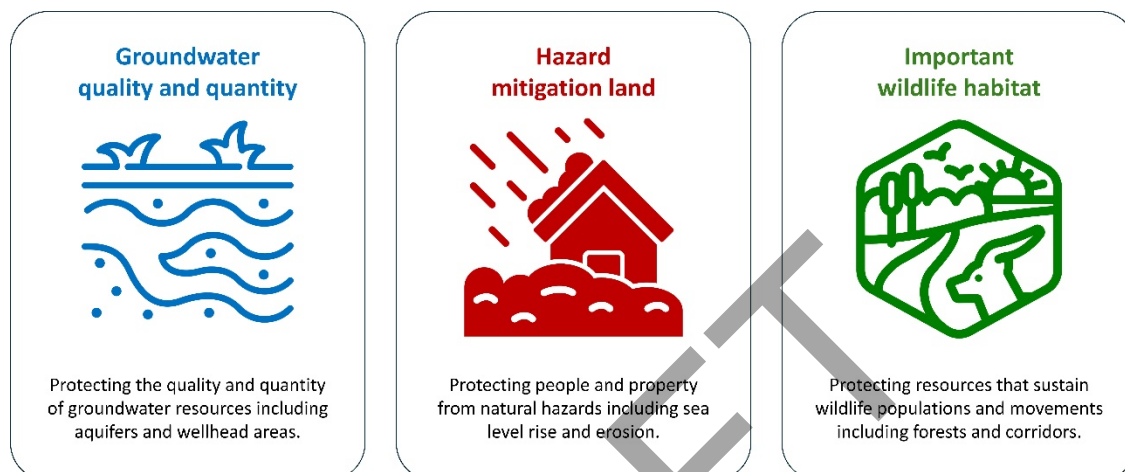 Groundwater
quality and quantity
Protecting the quality and quantity
of groundwater resources including
aquifers and wellhead areas.
Hazard
mitigation land
Protecting people and property
from natural hazards including sea
level rise and erosion.
Important
wildlife habitat
Protecting resources that sustain
wildlife populations and movements
including forests and corridors.
ET